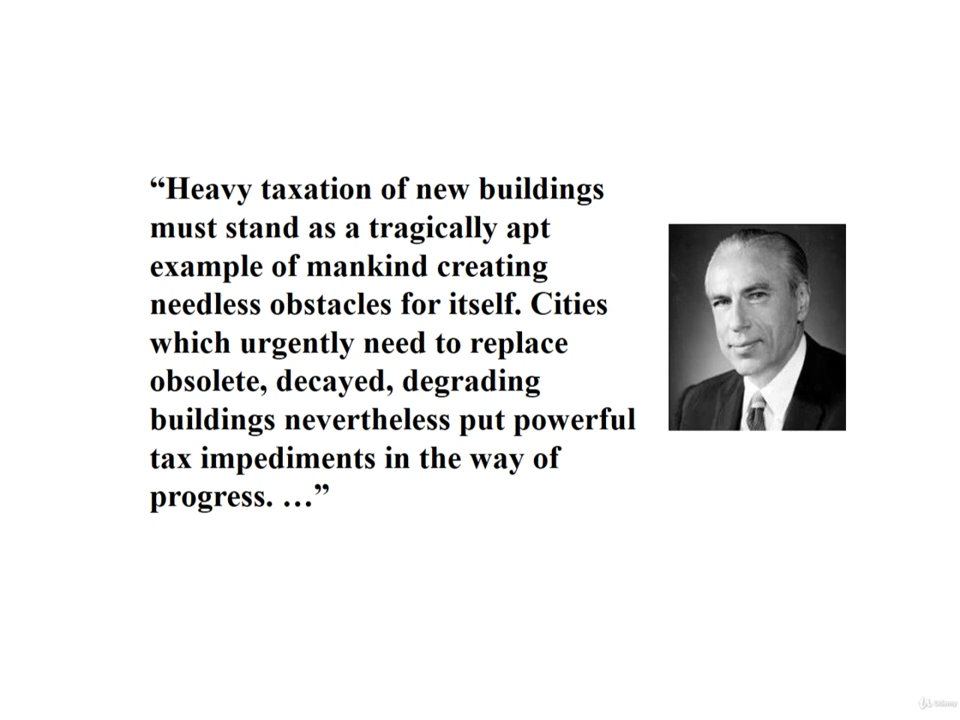 “Heavy taxation of new buildings
must stand as a tragically apt
example of mankind creating
needless obstacles for itself. Cities
which urgently need to replace
obsolete, decayed, degrading
buildings nevertheless put powerful
tax impediments in the way of
progress. …”